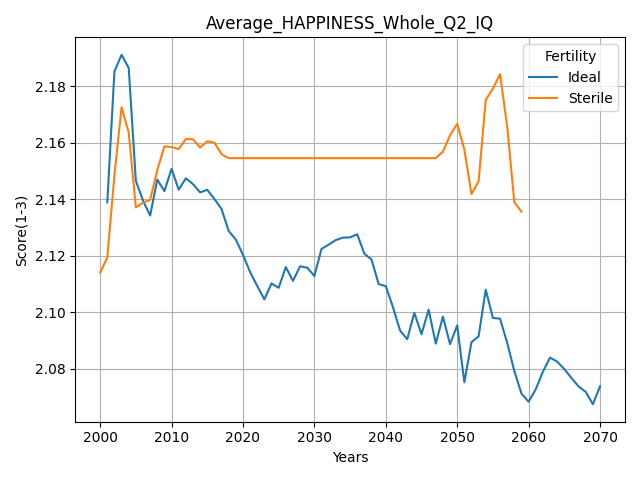 Average_HAPPINESS_Whole_Q2_IQ
Fertility
Ideal
Sterile
Score(1-3)
2.18
2.16
2.14
2.12
2.10
2.08
2000 2010 2020 2030 2040 2050 2060 2070
Years